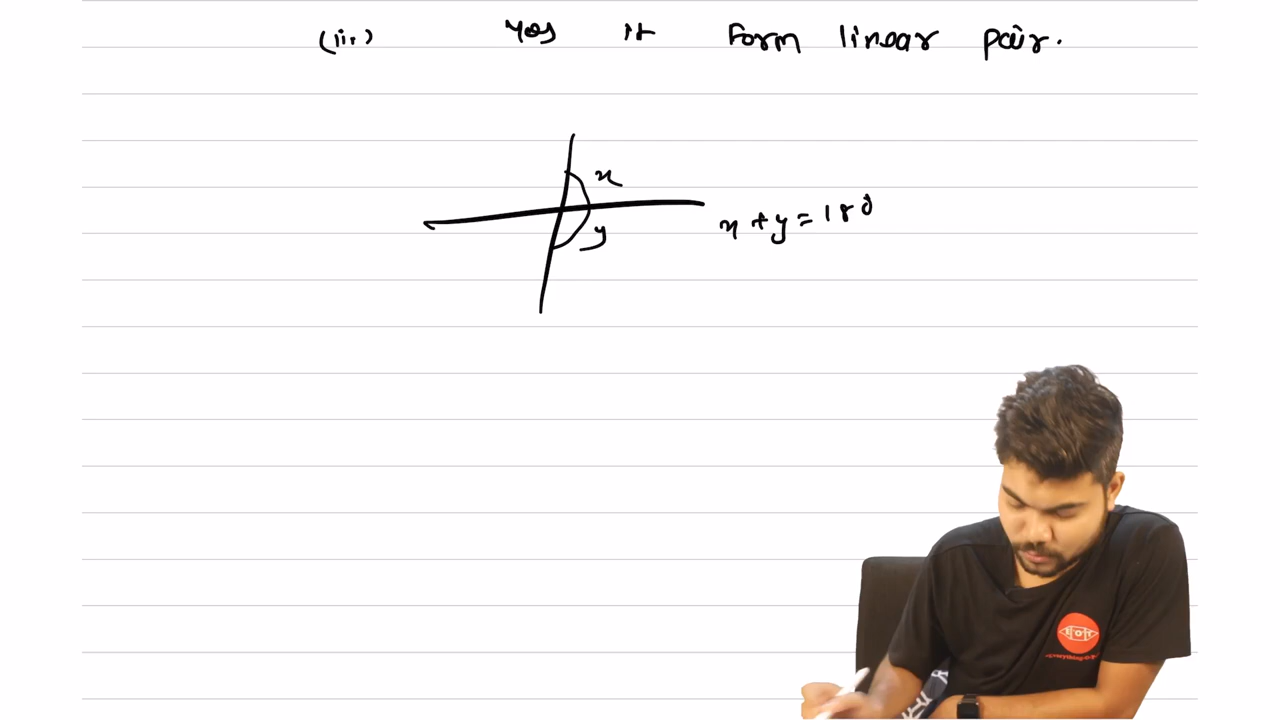 (iii) Yes it form linear pair.
x
y
x + y = 180